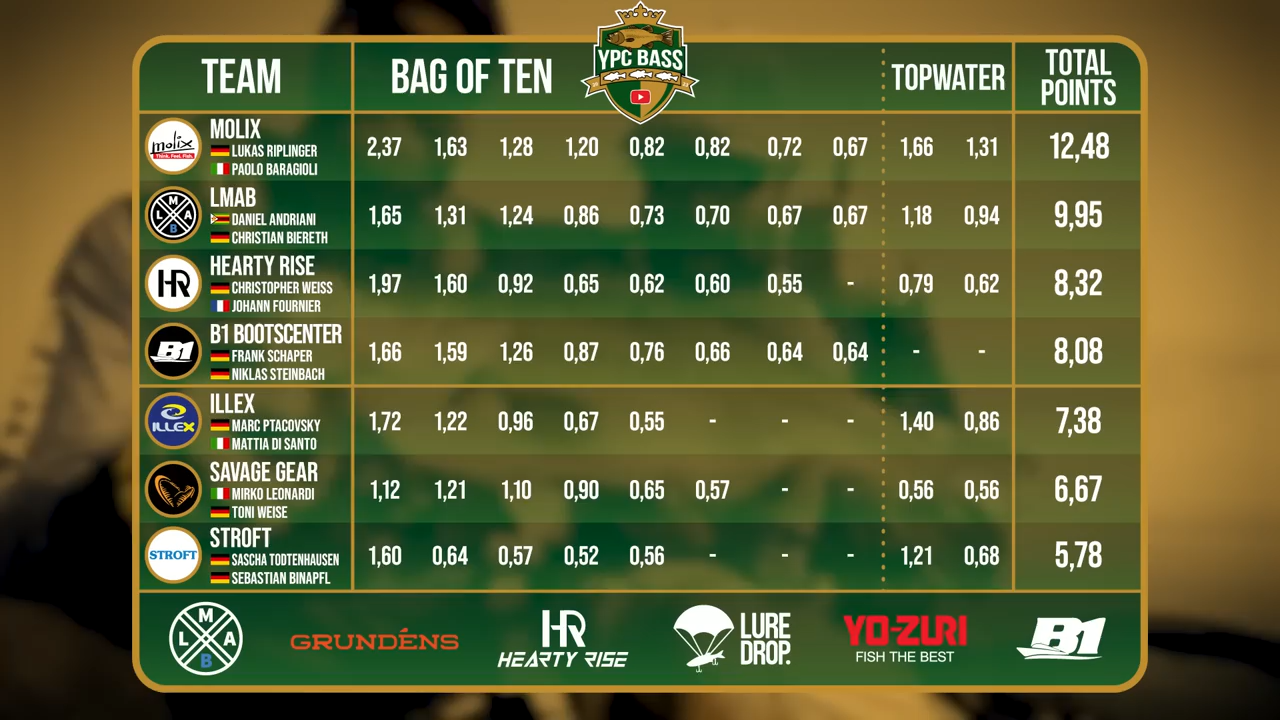 YPC BASS
TEAM BAG OF TEN TOPWATER TOTAL POINTS
molix
Think. Feel. Fish.
MOLIX
LUKAS RIPLINGER
PAOLO BARAGIOLI
2,37 1,63 1,28 1,20 0,82 0,82 0,72 0,67 1,66 1,31 12,48
LMAB
LMAB
DANIEL ANDRIANI
CHRISTIAN BIERETH
1,65 1,31 1,24 0,86 0,73 0,70 0,67 0,67 1,18 0,94 9,95
HR
HEARTY RISE
CHRISTOPHER WEISS
JOHANN FOURNIER
1,97 1,60 0,92 0,65 0,62 0,60 0,55 - 0,79 0,62 8,32
B1
B1 BOOTSCENTER
FRANK SCHAPER
NIKLAS STEINBACH
1,66 1,59 1,26 0,87 0,76 0,66 0,64 0,64 - - 8,08
ILLEX
ILLEX
MARC PTACOVSKY
MATTIA DI SANTO
1,72 1,22 0,96 0,67 0,55 - - - 1,40 0,86 7,38
SAVAGE GEAR
MIRKO LEONARDI
TONI WEISE
1,12 1,21 1,10 0,90 0,65 0,57 - - 0,56 0,56 6,67
STROFT
STROFT
SASCHA TODTENHAUSEN
SEBASTIAN BINAPFL
1,60 0,64 0,57 0,52 0,56 - - - 1,21 0,68 5,78
LMAB
GRUNDÉNS
HR
HEARTY RISE
LURE
DROP.
YO-ZURI
FISH THE BEST
B1